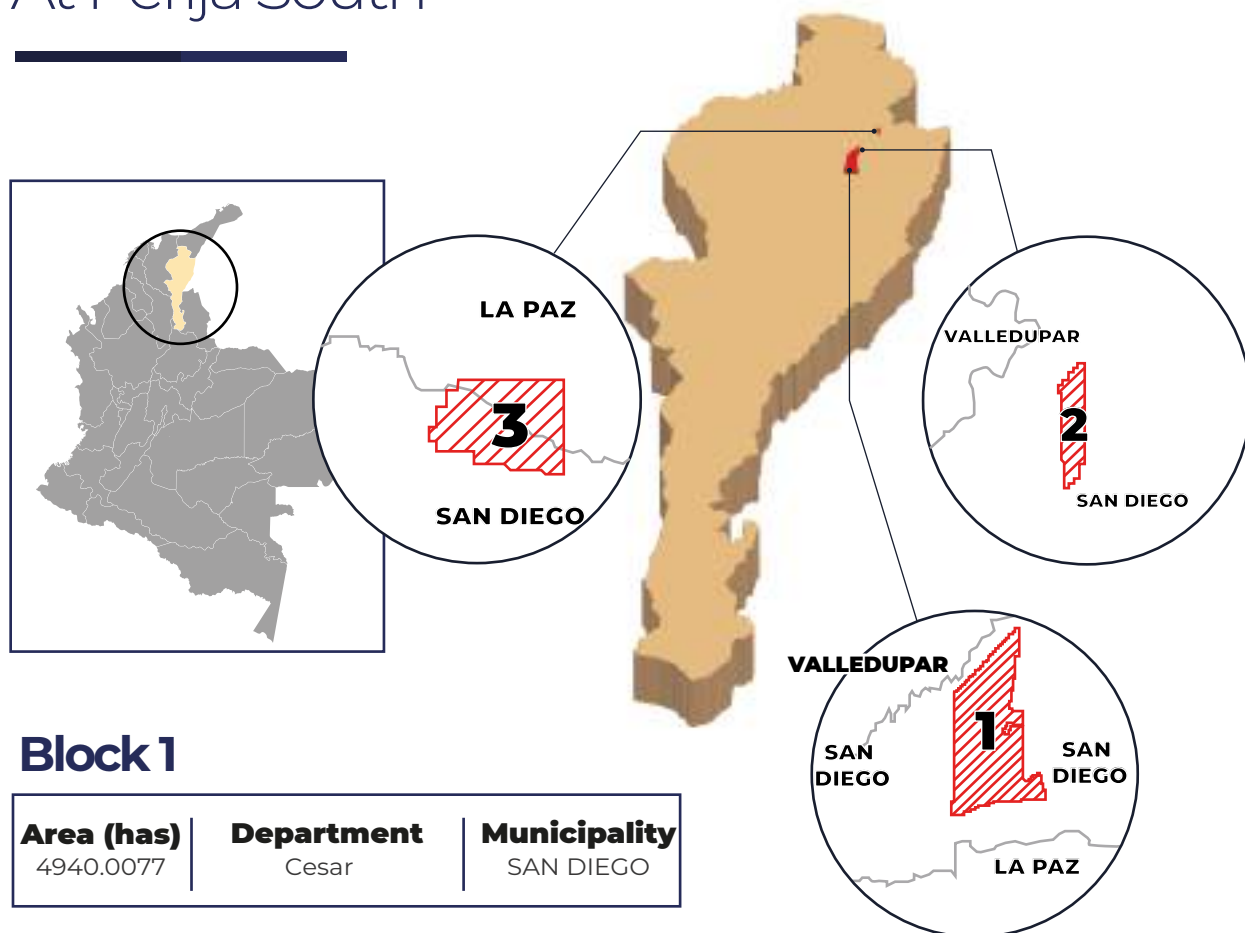 LA PAZ
3
SAN DIEGO
VALLEDUPAR
2
SAN DIEGO
VALLEDUPAR
1
SAN
DIEGO
SAN
DIEGO
LA PAZ
Block 1
Area (has) Department Municipality
4940.0077 Cesar SAN DIEGO